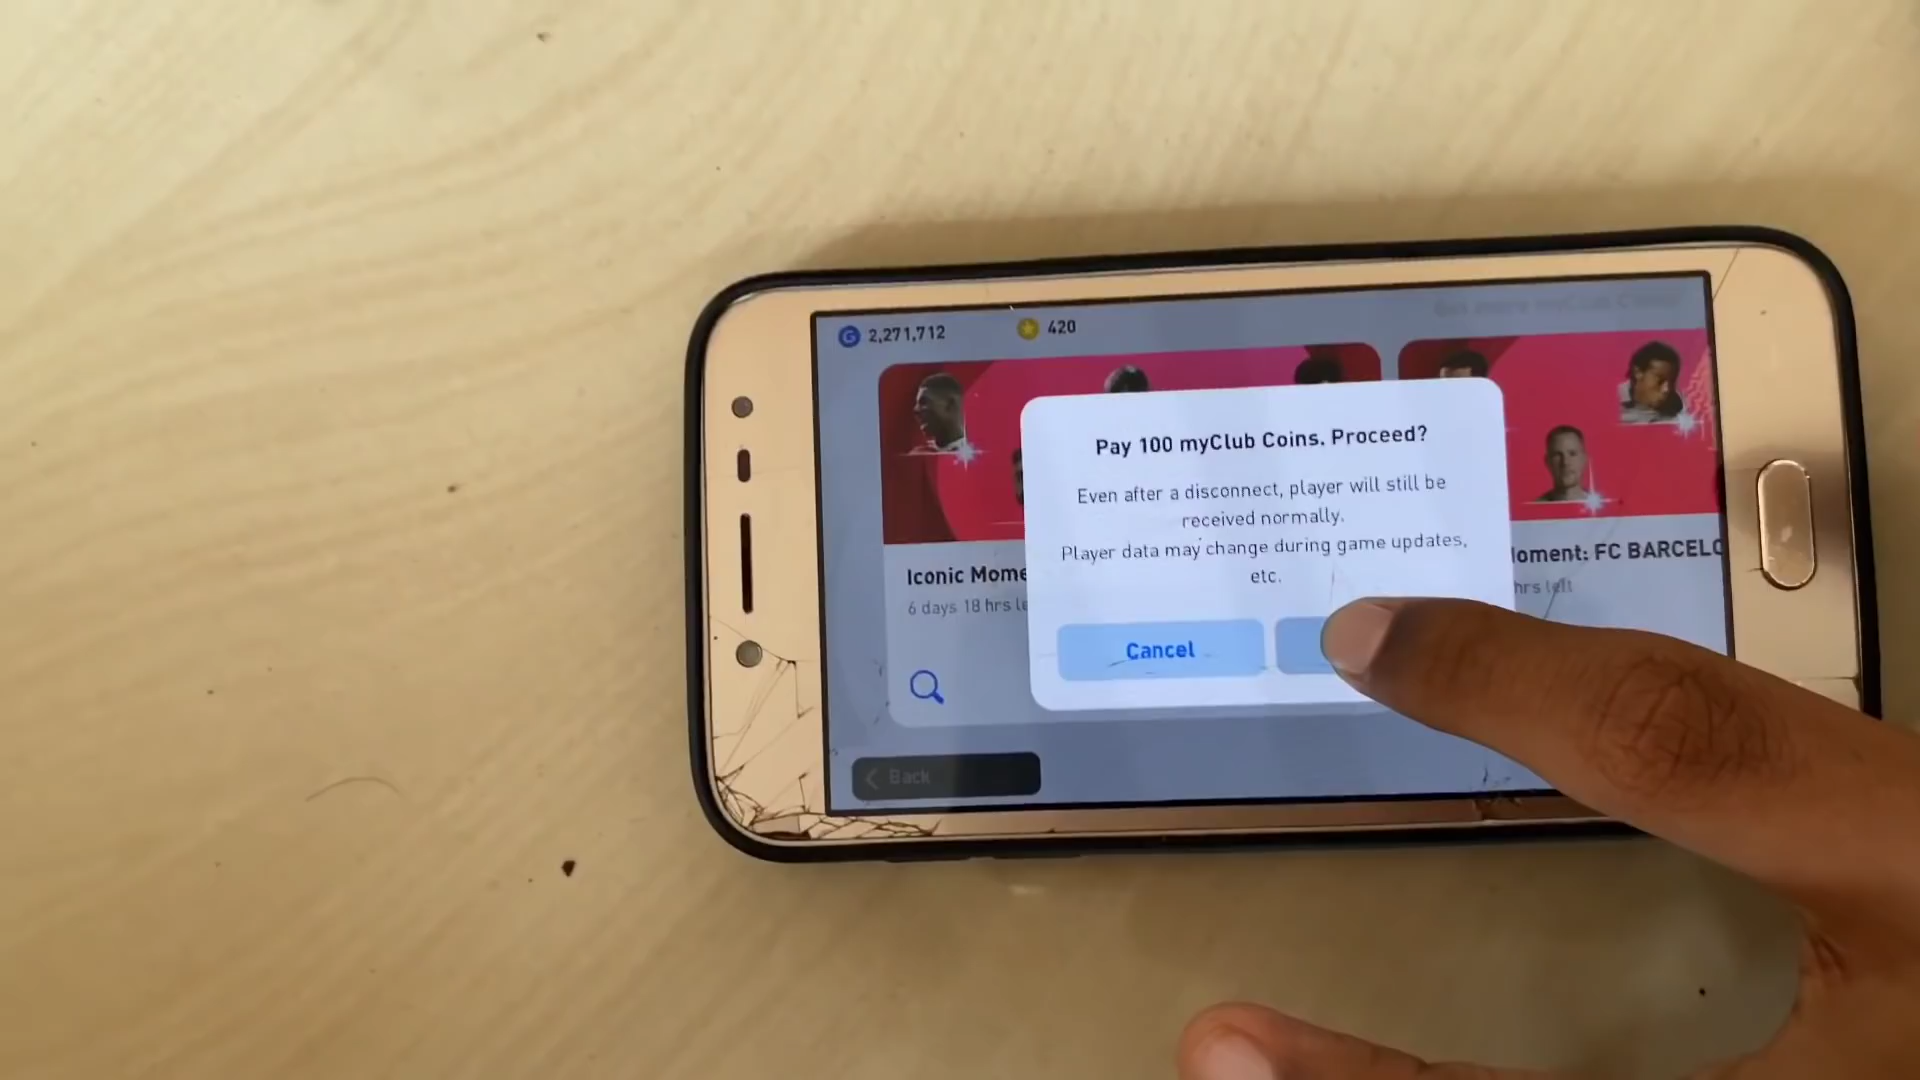 2,271,712
420
Pay 100 myClub Coins. Proceed?
Even after a disconnect, player will still be
received normally.
Player data may change during game updates,
etc.
Iconic Mome
6 days 18 hrs le
oment: FC BARCELO
hrs left
Cancel
Back